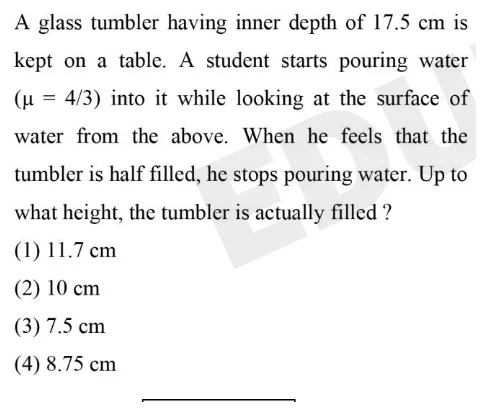 A glass tumbler having inner depth of 17.5 cm is
kept on a table. A student starts pouring water
(μ = 4/3) into it while looking at the surface of
water from the above. When he feels that the
tumbler is half filled, he stops pouring water. Up to
what height, the tumbler is actually filled ?
(1) 11.7 cm
(2) 10 cm
(3) 7.5 cm
(4) 8.75 cm
EDU